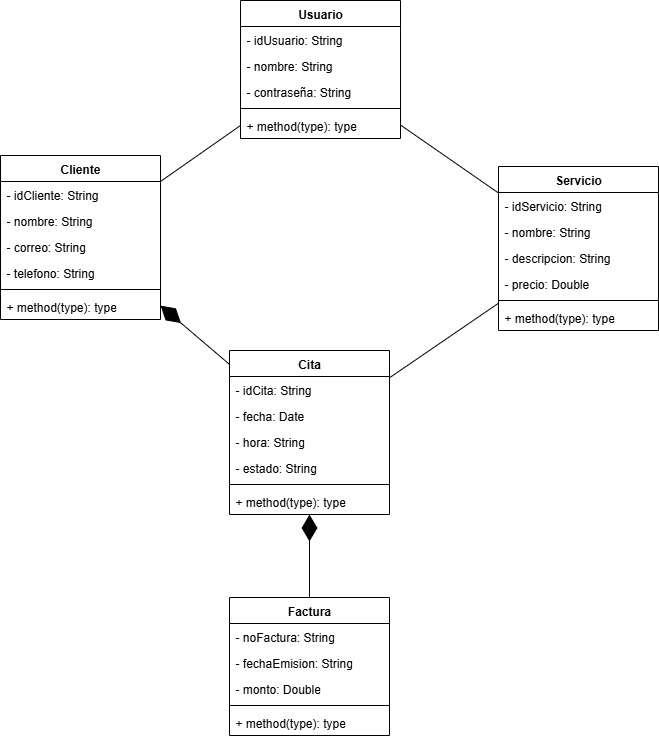 Usuario
- idUsuario: String
- nombre: String
- contraseña: String
+ method(type): type
Cliente
- idCliente: String
- nombre: String
- correo: String
- telefono: String
+ method(type): type
Servicio
- idServicio: String
- nombre: String
- descripcion: String
- precio: Double
+ method(type): type
Cita
- idCita: String
- fecha: Date
- hora: String
- estado: String
+ method(type): type
Factura
- noFactura: String
- fechaEmision: String
- monto: Double
+ method(type): type